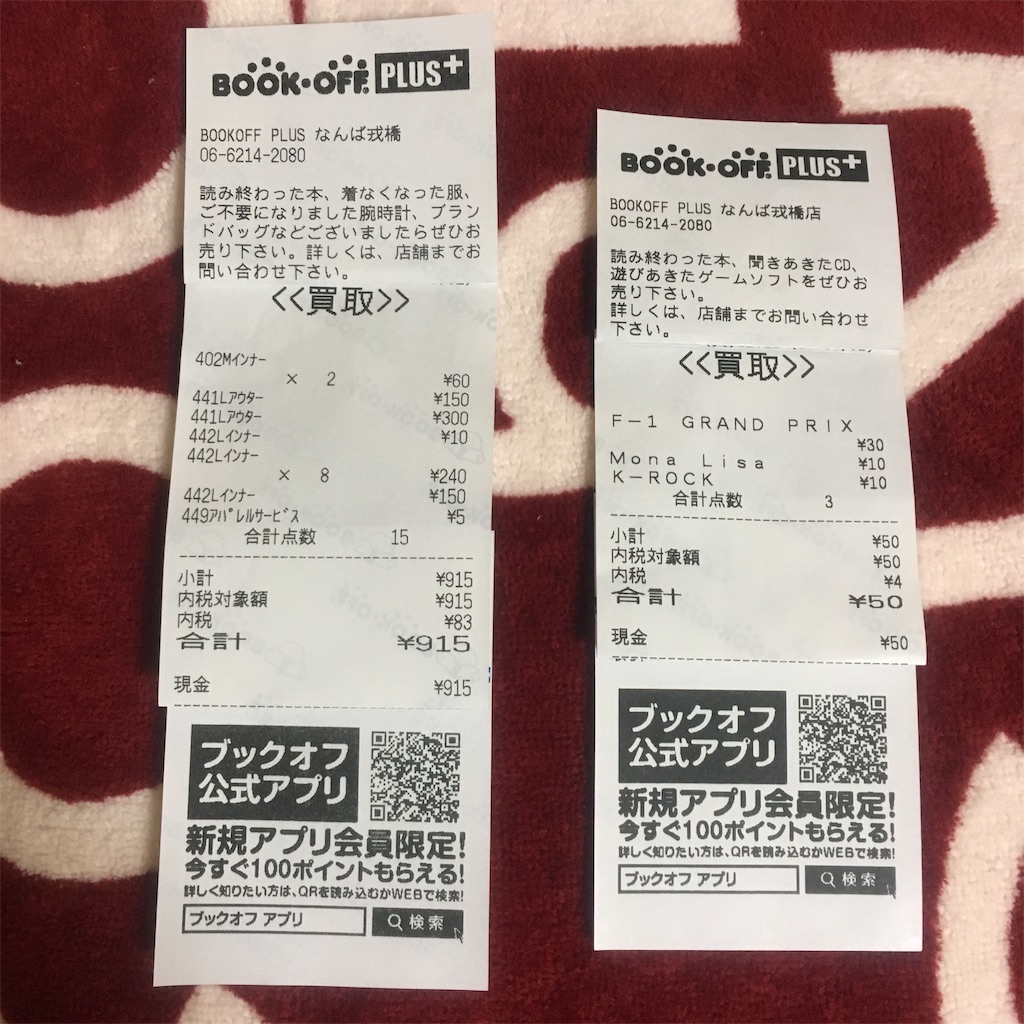 BOOK・OFF PLUS+
BOOKOFF PLUS なんば戎橋
06-6214-2080
読み終わった本、着なくなった服、
ご不要になりました腕時計、ブラン
ドバッグなどございましたらぜひお
売り下さい。詳しくは、店舗までお
問い合わせ下さい。
<<買取>>
402Mインナー
× 2 ¥60
441Lアウター ¥150
441Lアウター ¥300
442Lインナー ¥10
442Lインナー
× 8 ¥240
442Lインナー ¥150
449アパレルサービス ¥5
合計点数 15
小計 ¥915
内税対象額 ¥915
内税 ¥83
合計 ¥915
現金 ¥915
ブックオフ
公式アプリ
新規アプリ会員限定!
今すぐ100ポイントもらえる!
詳しく知りたい方は、QRを読み込むかWEBで検索!
ブックオフ アプリ 検索
BOOK・OFF PLUS+
BOOKOFF PLUS なんば戎橋店
06-6214-2080
読み終わった本、聞きあきたCD、
遊びあきたゲームソフトをぜひお
売り下さい。
詳しくは、店舗までお問い合わせ
下さい。
<<買取>>
F-1 GRAND PRIX
¥30
Mona Lisa ¥10
K-ROCK ¥10
合計点数 3
小計 ¥50
内税対象額 ¥50
内税 ¥4
合計 ¥50
現金 ¥50
ブックオフ
公式アプリ
新規アプリ会員限定!
今すぐ100ポイントもらえる!
詳しく知りたい方は、QRを読み込むかWEBで検索!
ブックオフ アプリ 検索